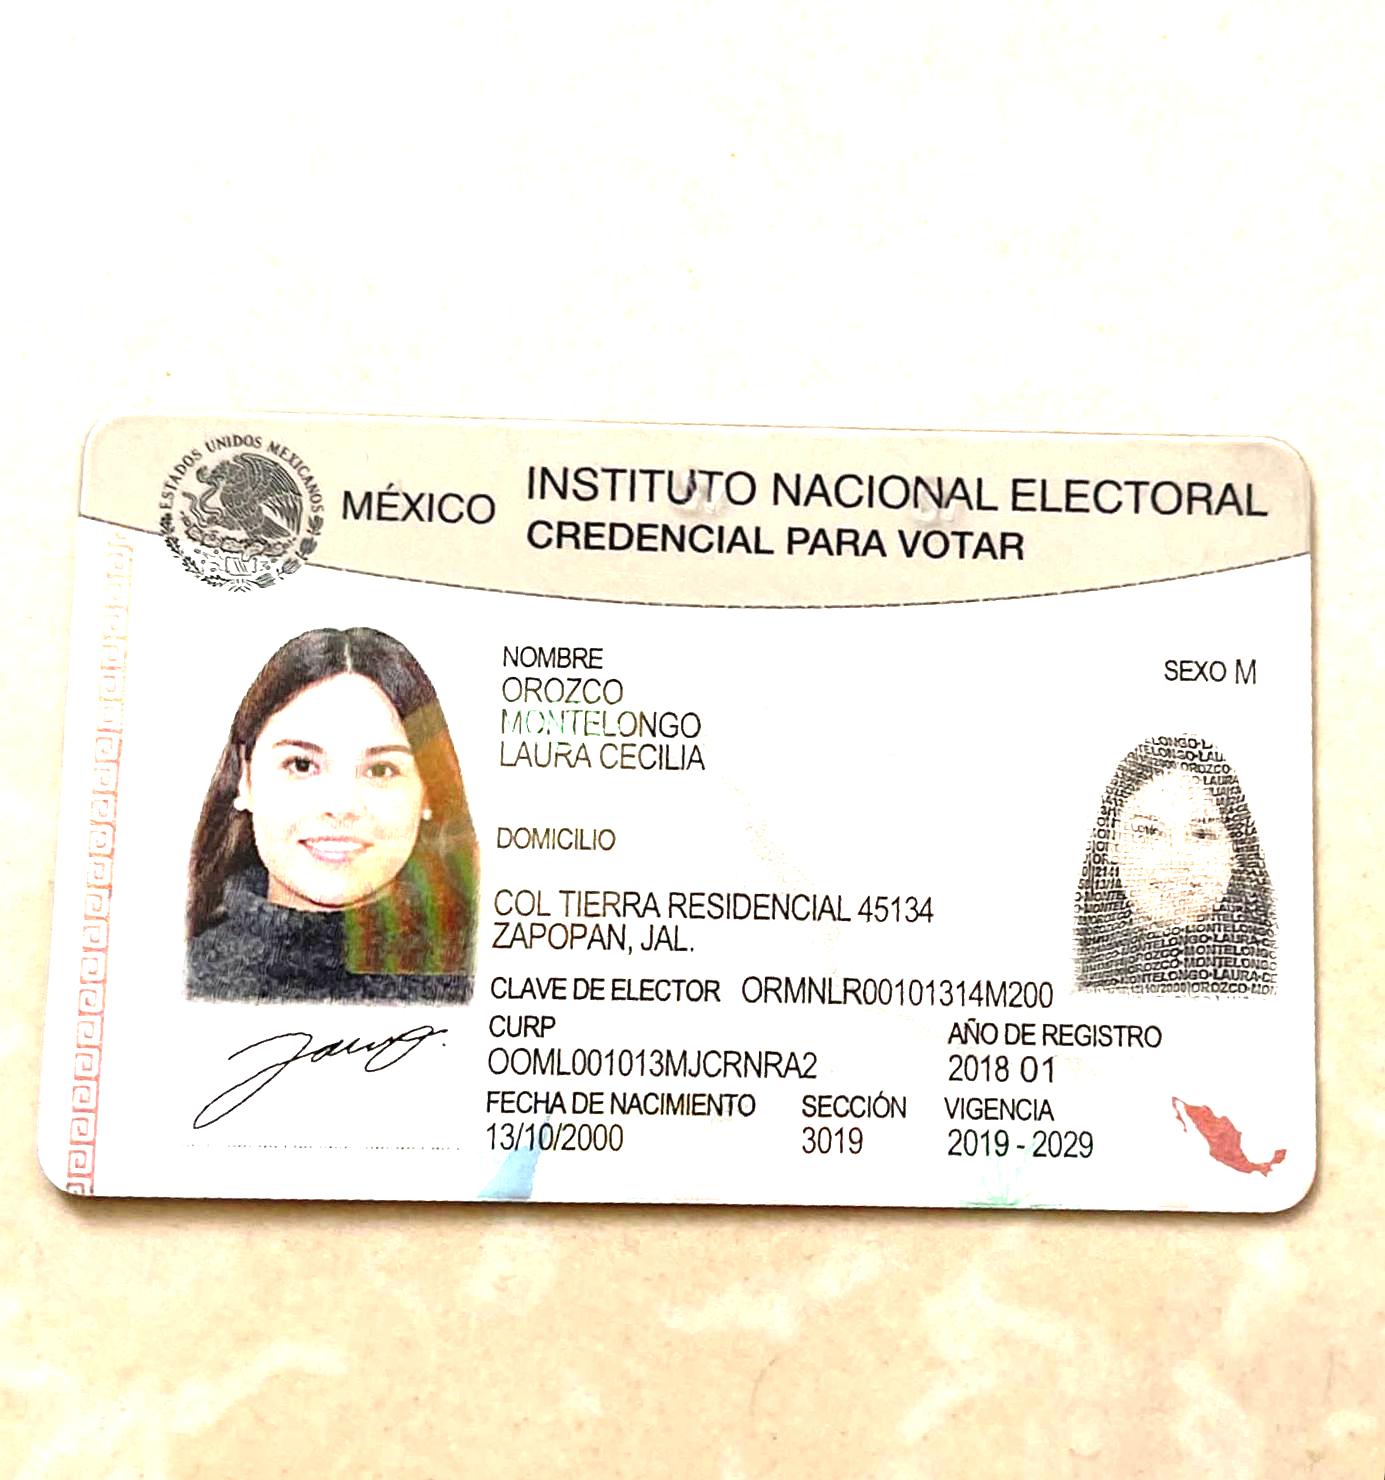 ESTADOS UNIDOS MEXICANOS
MÉXICO
INSTITUTO NACIONAL ELECTORAL
CREDENCIAL PARA VOTAR
NOMBRE
OROZCO
MONTELONGO
LAURA CECILIA
SEXO M
DOMICILIO
COL TIERRA RESIDENCIAL 45134
ZAPOPAN, JAL.
CLAVE DE ELECTOR ORMNLR00101314M200
CURP
OOML001013MJCRNRA2
AÑO DE REGISTRO
2018 01
FECHA DE NACIMIENTO
13/10/2000
SECCIÓN
3019
VIGENCIA
2019 - 2029